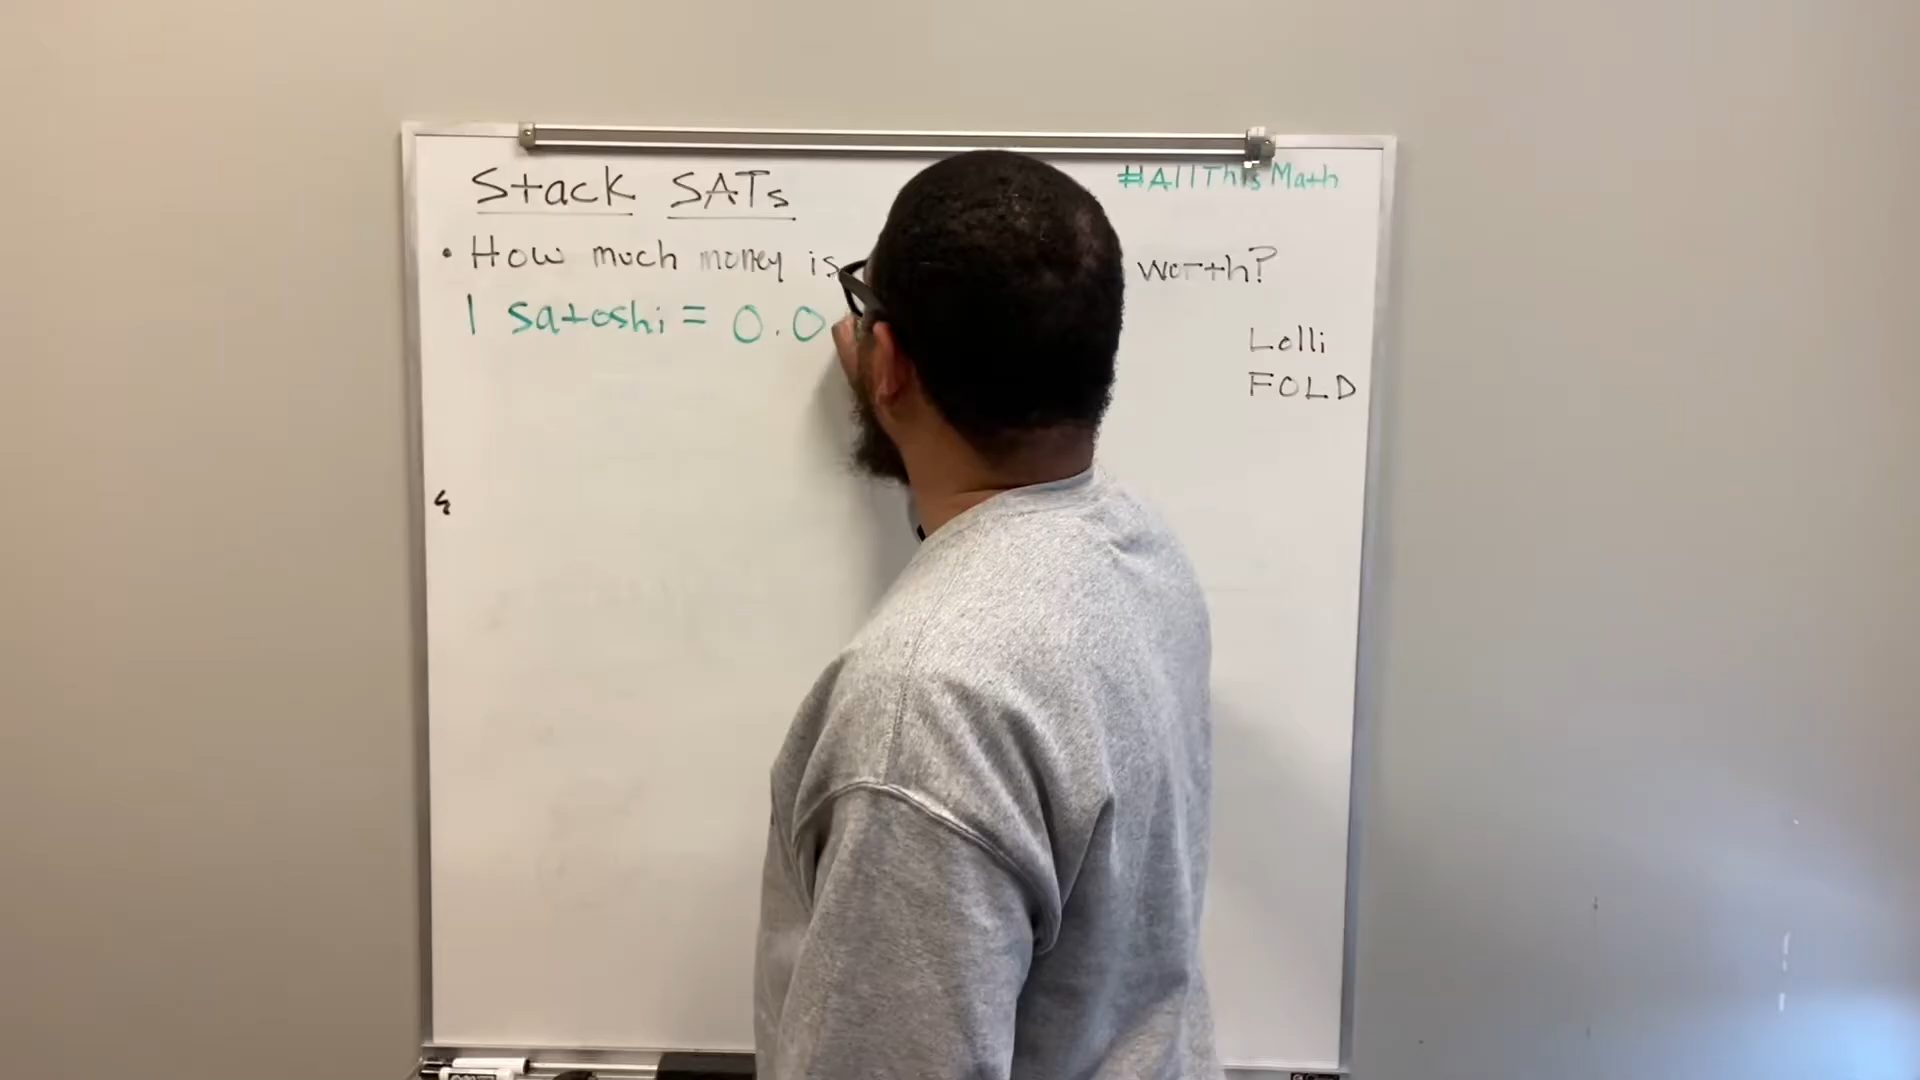 Stack SATs
#AllThisMath
• How much money is worth?
1 satoshi = 0.0
Lolli
FOLD